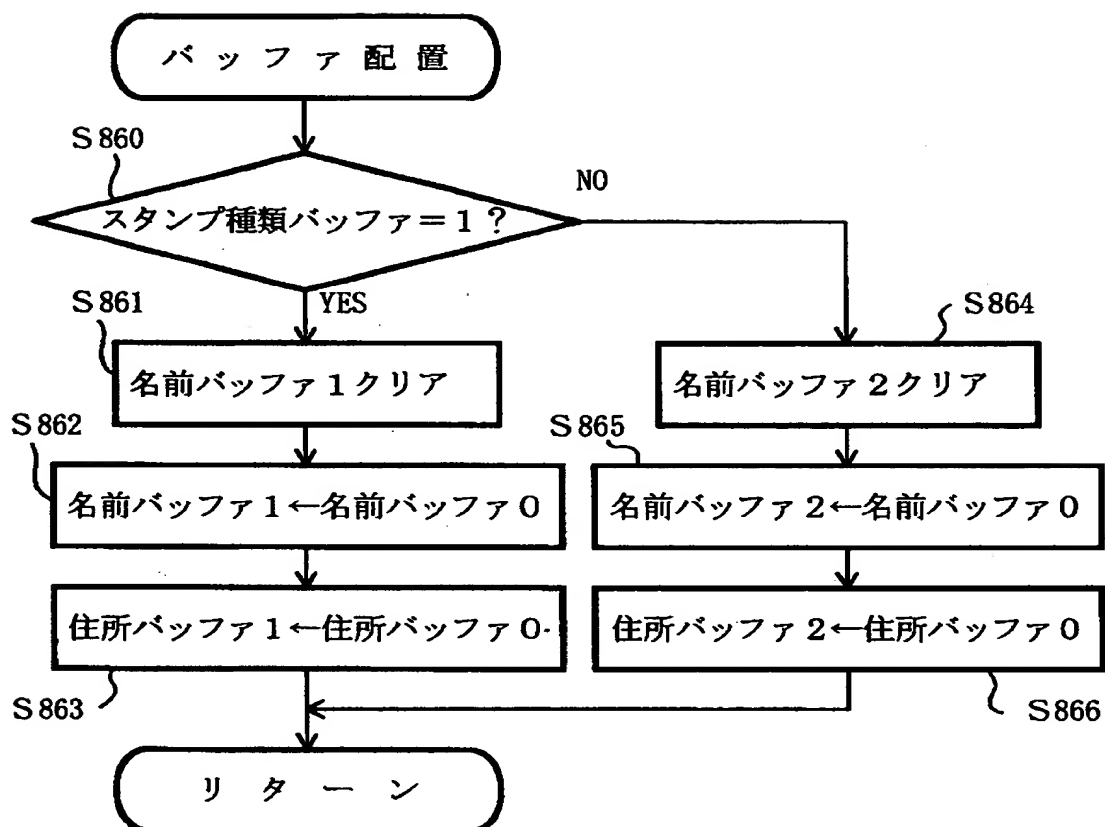 バッファ配置
S860
NO
スタンプ種類バッファ＝1？
S861
YES
S864
名前バッファ1クリア
名前バッファ2クリア
S862
S865
名前バッファ1←名前バッファ0
名前バッファ2←名前バッファ0
住所バッファ1←住所バッファ0
住所バッファ2←住所バッファ0
S863
S866
リターン